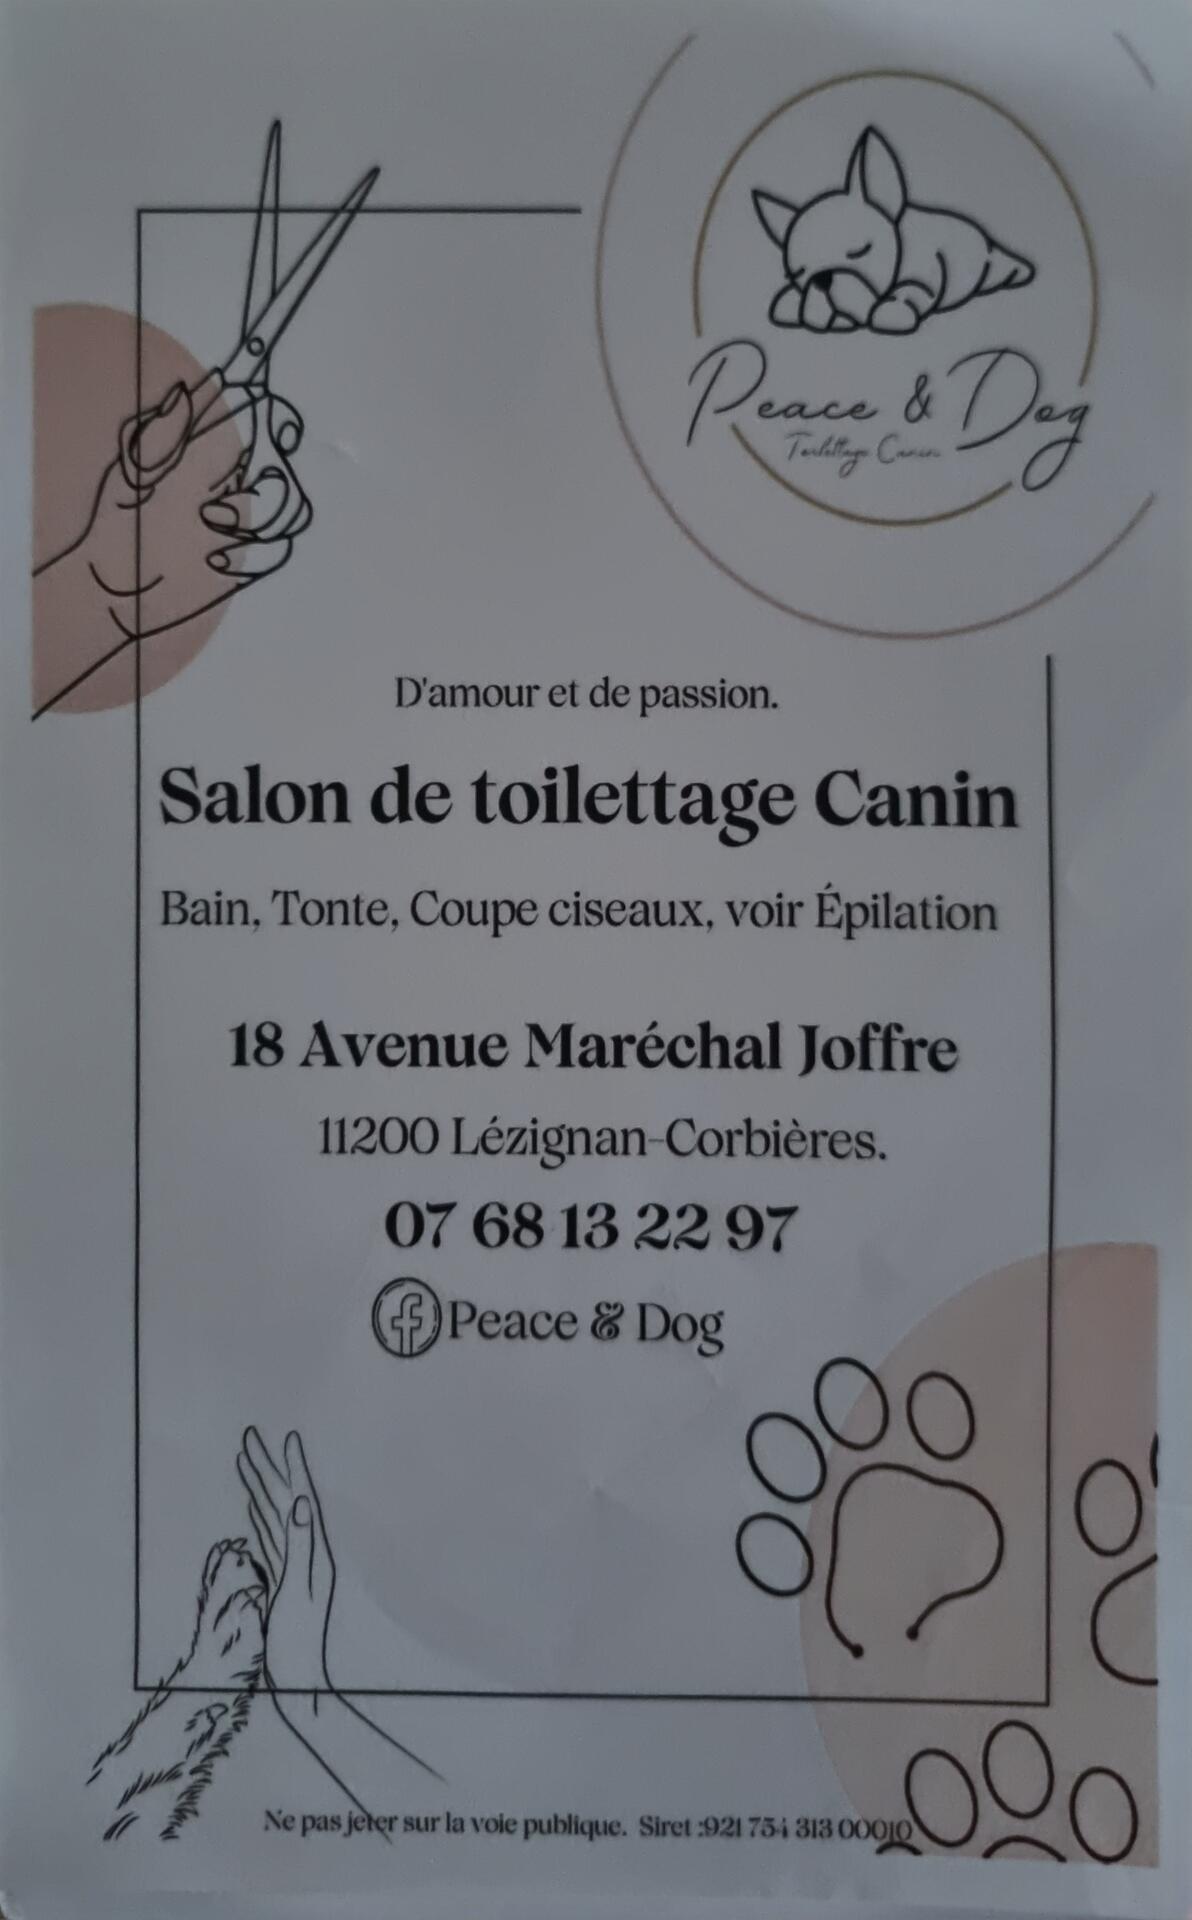 Peace & Dog
Toilettage Canin
D'amour et de passion.
Salon de toilettage Canin
Bain, Tonte, Coupe ciseaux, voir Épilation
18 Avenue Maréchal Joffre
11200 Lézignan-Corbières.
07 68 13 22 97
Peace & Dog
Ne pas jeter sur la voie publique. Siret :921 754 313 00010